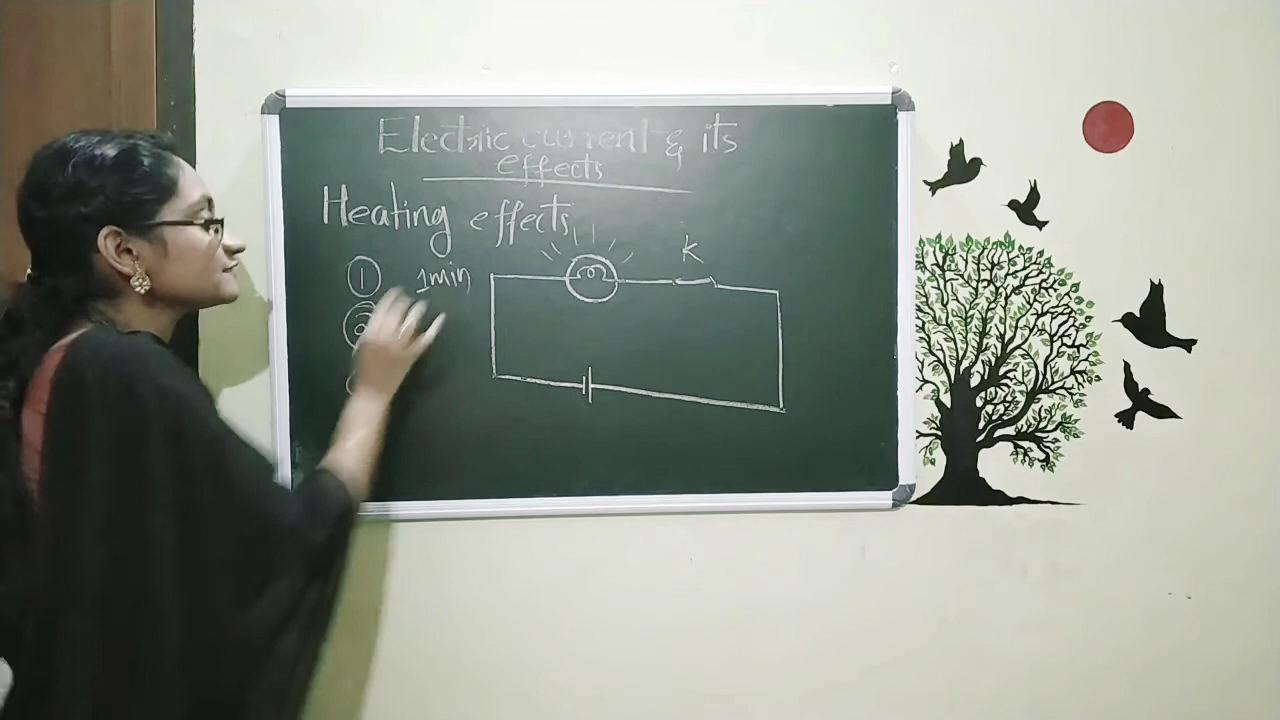 Electric current & its
effects
Heating effects
K
① 1min
②